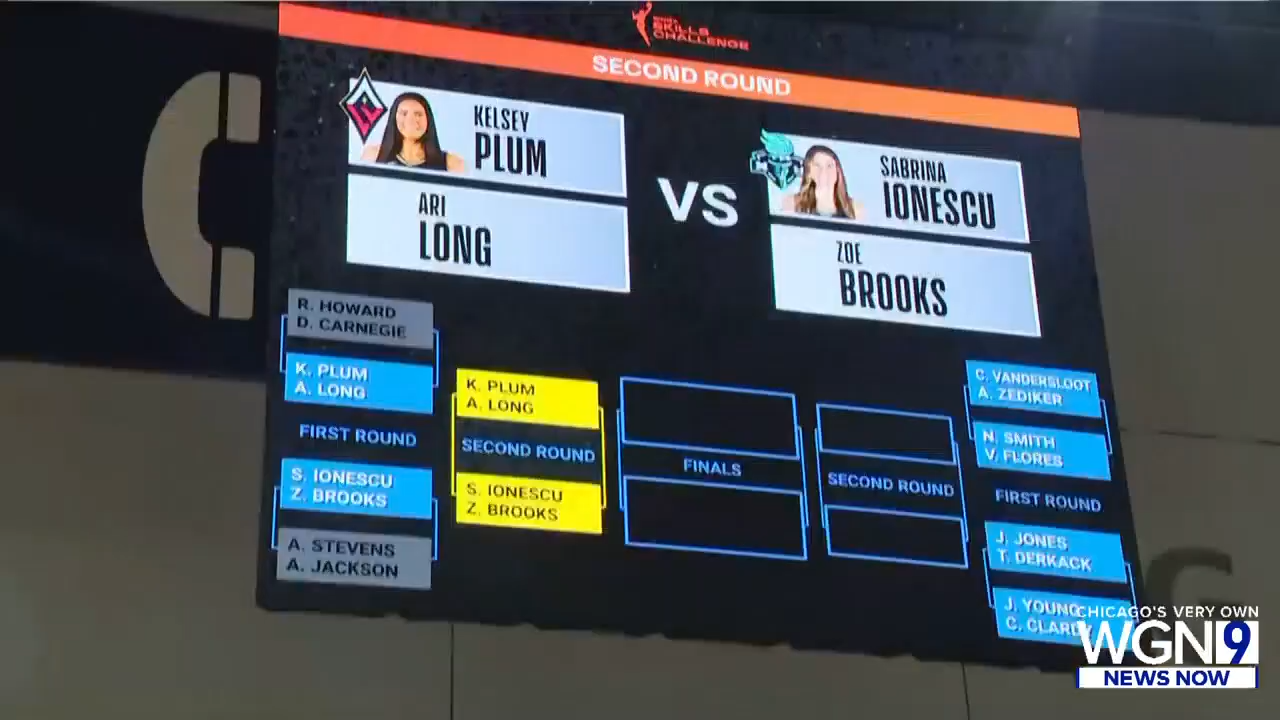 WNBA
SKILLS
CHALLENGE
SECOND ROUND
KELSEY
PLUM
ARI
LONG
VS
SABRINA
IONESCU
ZOE
BROOKS
R. HOWARD
D. CARNEGIE
K. PLUM
A. LONG
FIRST ROUND
S. IONESCU
Z. BROOKS
A. STEVENS
A. JACKSON
K. PLUM
A. LONG
SECOND ROUND
S. IONESCU
Z. BROOKS
FINALS
SECOND ROUND
C. VANDERSLOOT
A. ZEDIKER
N. SMITH
V. FLORES
FIRST ROUND
J. JONES
T. DERKACK
J. YOUNG
C.
CHICAGO'S VERY OWN
WGN9
NEWS NOW